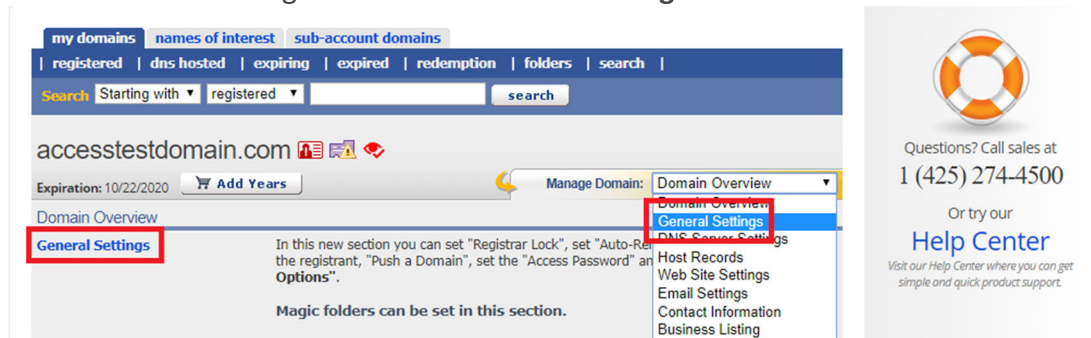 my domains names of interest sub-account domains
| registered | dns hosted | expiring | expired | redemption | folders | search |
Search Starting with registered search
accesstestdomain.com
Expiration: 10/22/2020 Add Years Manage Domain: Domain Overview
Domain Overview
Domain Overview
General Settings
DNS Server Settings
Host Records
Web Site Settings
Email Settings
Contact Information
Business Listing
General Settings
In this new section you can set "Registrar Lock", set "Auto-Re
the registrant, "Push a Domain", set the "Access Password" an
Options".
Magic folders can be set in this section.
Questions? Call sales at
1 (425) 274-4500
Or try our
Help Center
Visit our Help Center where you can get
simple and quick product support.